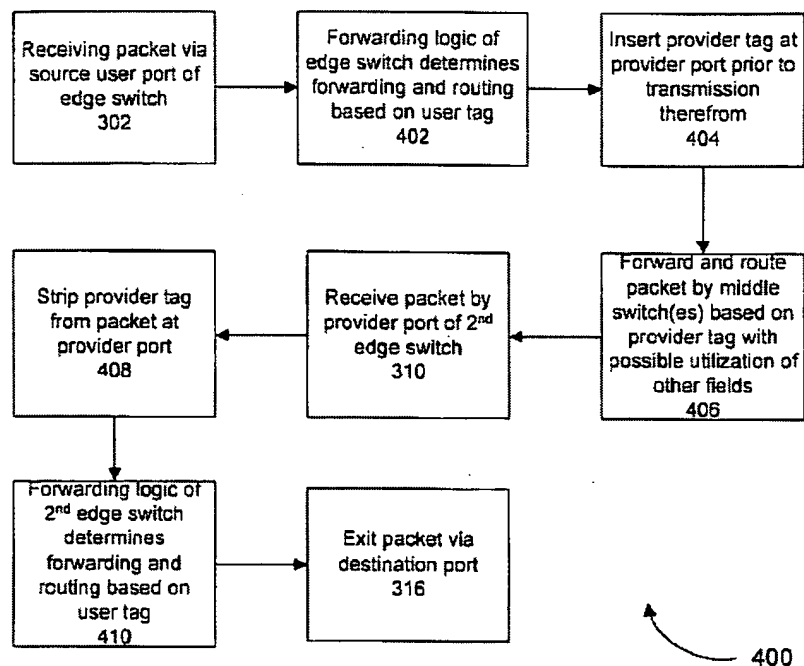 Receiving packet via
source user port of
edge switch
302
Forwarding logic of
edge switch determines
forwarding and routing
based on user tag
402
Insert provider tag at
provider port prior to
transmission
therefrom
404
Forward and route
packet by middle
switch(es) based on
provider tag with
possible utilization of
other fields
406
Receive packet by
provider port of 2nd
edge switch
310
Strip provider tag
from packet at
provider port
408
Forwarding logic of
2nd edge switch
determines
forwarding and
routing based on
user tag
410
Exit packet via
destination port
316
400